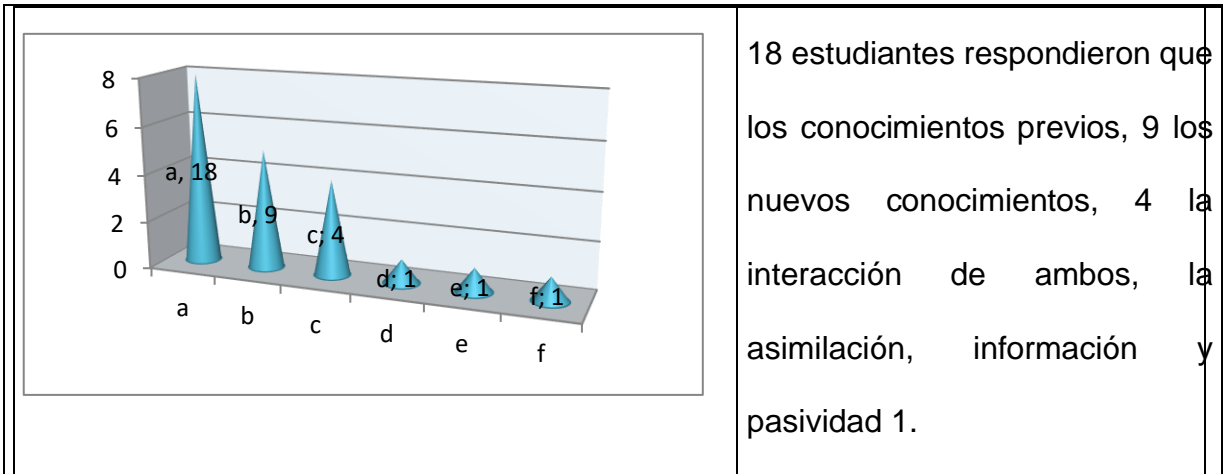 8
6
4
2
0
a, 18
b, 9
c; 4
d; 1
e; 1
f; 1
a
b
c
d
e
f
18 estudiantes respondieron que
los conocimientos previos, 9 los
nuevos conocimientos, 4 la
interacción de ambos, la
asimilación, información y
pasividad 1.